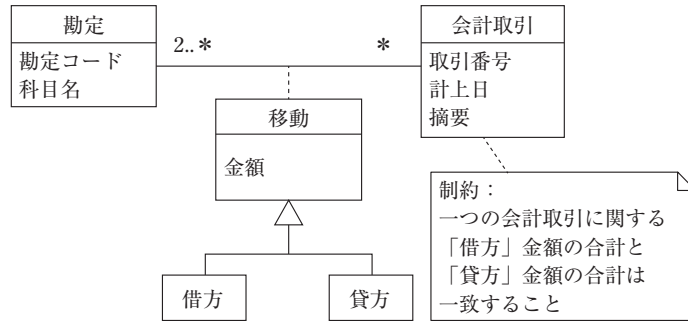 勘定
勘定コード
科目名
2..*
*
会計取引
取引番号
計上日
摘要
移動
金額
借方
貸方
制約：
一つの会計取引に関する
「借方」金額の合計と
「貸方」金額の合計は
一致すること